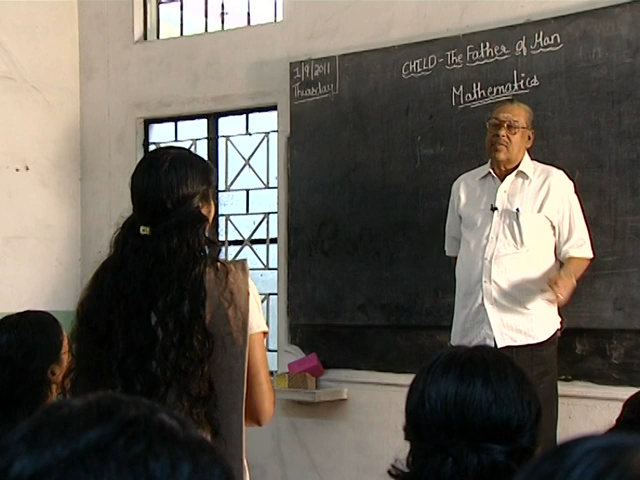 1/9/2011
Thursday
CHILD - The Father of Man
Mathematics